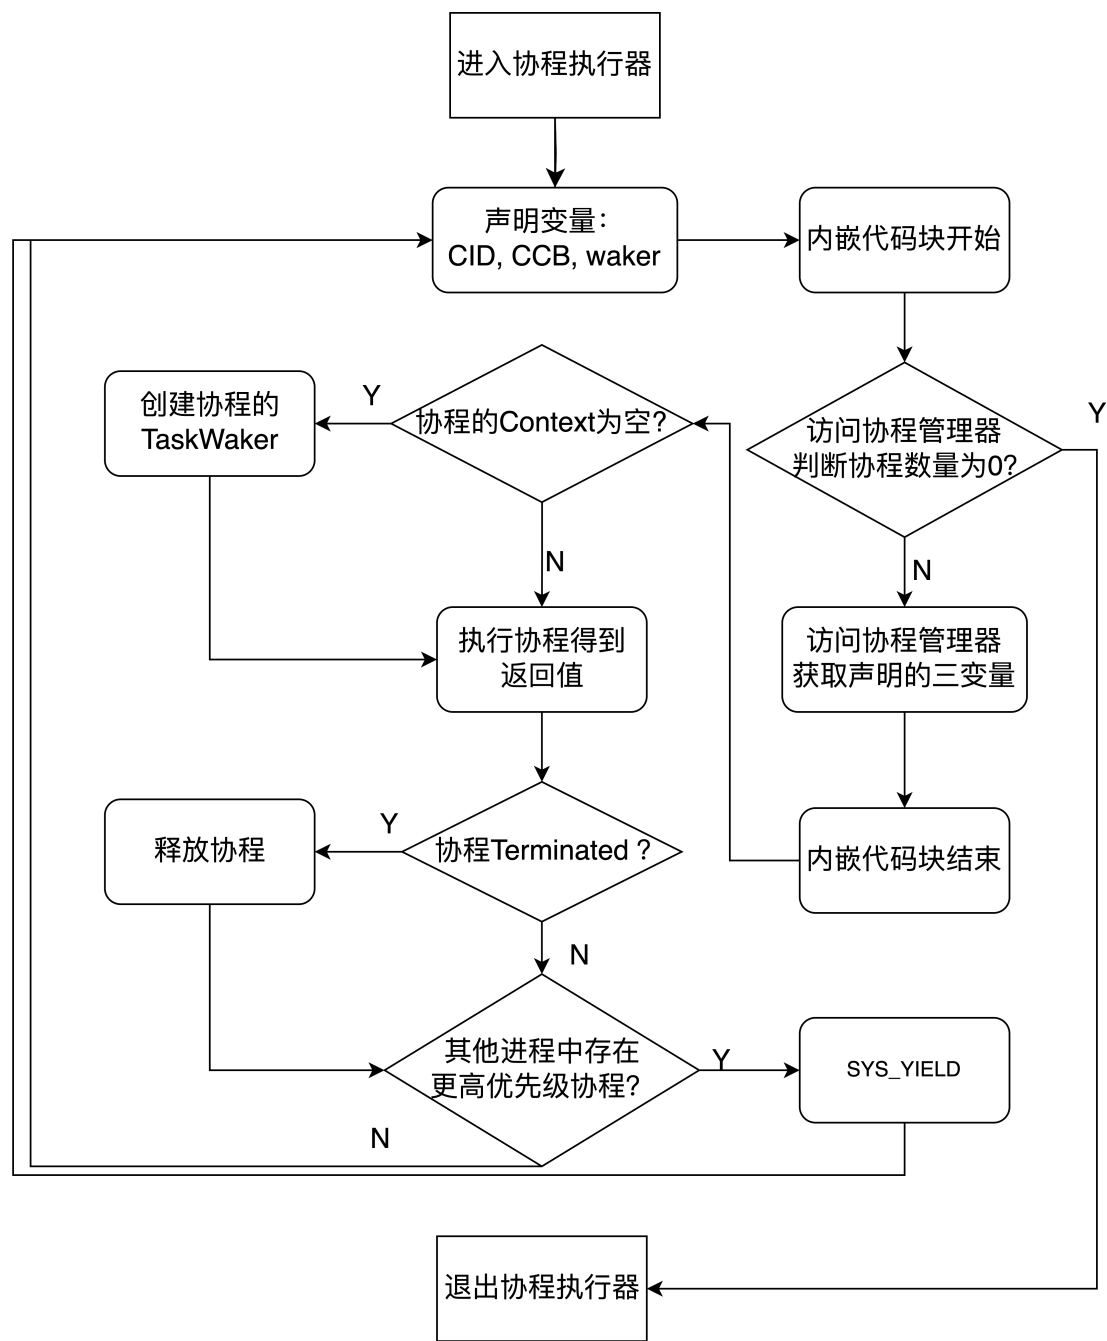 进入协程执行器
声明变量：
CID, CCB, waker
内嵌代码块开始
访问协程管理器
判断协程数量为0?
Y
N
访问协程管理器
获取声明的三变量
内嵌代码块结束
协程的Context为空?
Y
创建协程的
TaskWaker
N
执行协程得到
返回值
协程Terminated？
Y
释放协程
N
其他进程中存在
更高优先级协程?
Y
SYS_YIELD
N
退出协程执行器